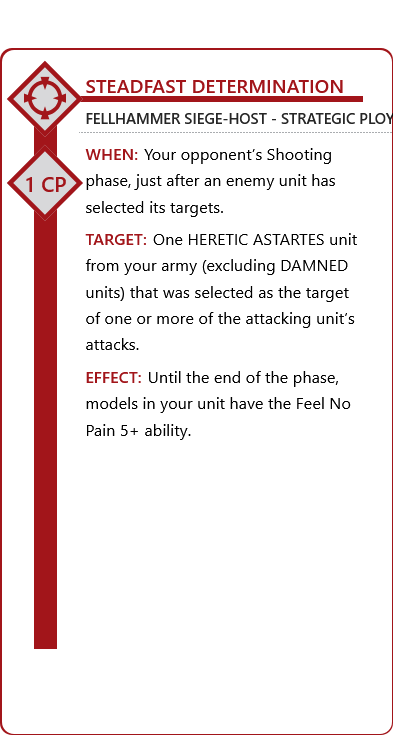 STEADFAST DETERMINATION
FELLHAMMER SIEGE-HOST - STRATEGIC PLOY
1 CP
WHEN: Your opponent’s Shooting
phase, just after an enemy unit has
selected its targets.
TARGET: One HERETIC ASTARTES unit
from your army (excluding DAMNED
units) that was selected as the target
of one or more of the attacking unit’s
attacks.
EFFECT: Until the end of the phase,
models in your unit have the Feel No
Pain 5+ ability.